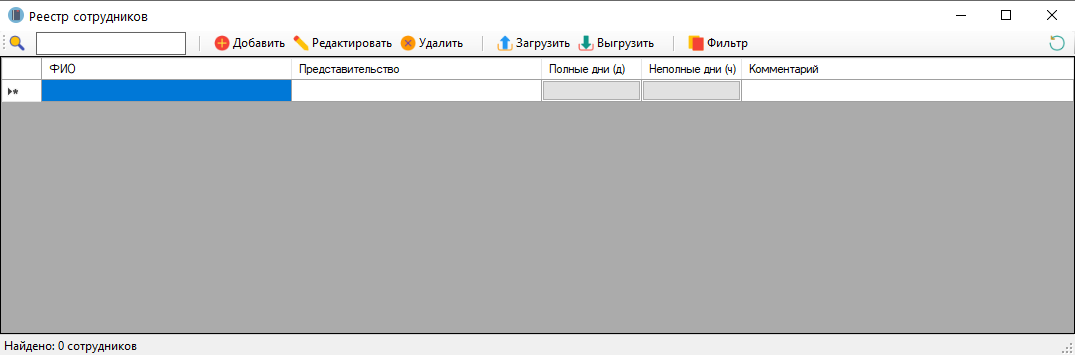 Реестр сотрудников
Добавить Редактировать Удалить Загрузить Выгрузить Фильтр
ФИО Представительство Полные дни (д) Неполные дни (ч) Комментарий
Найдено: 0 сотрудников